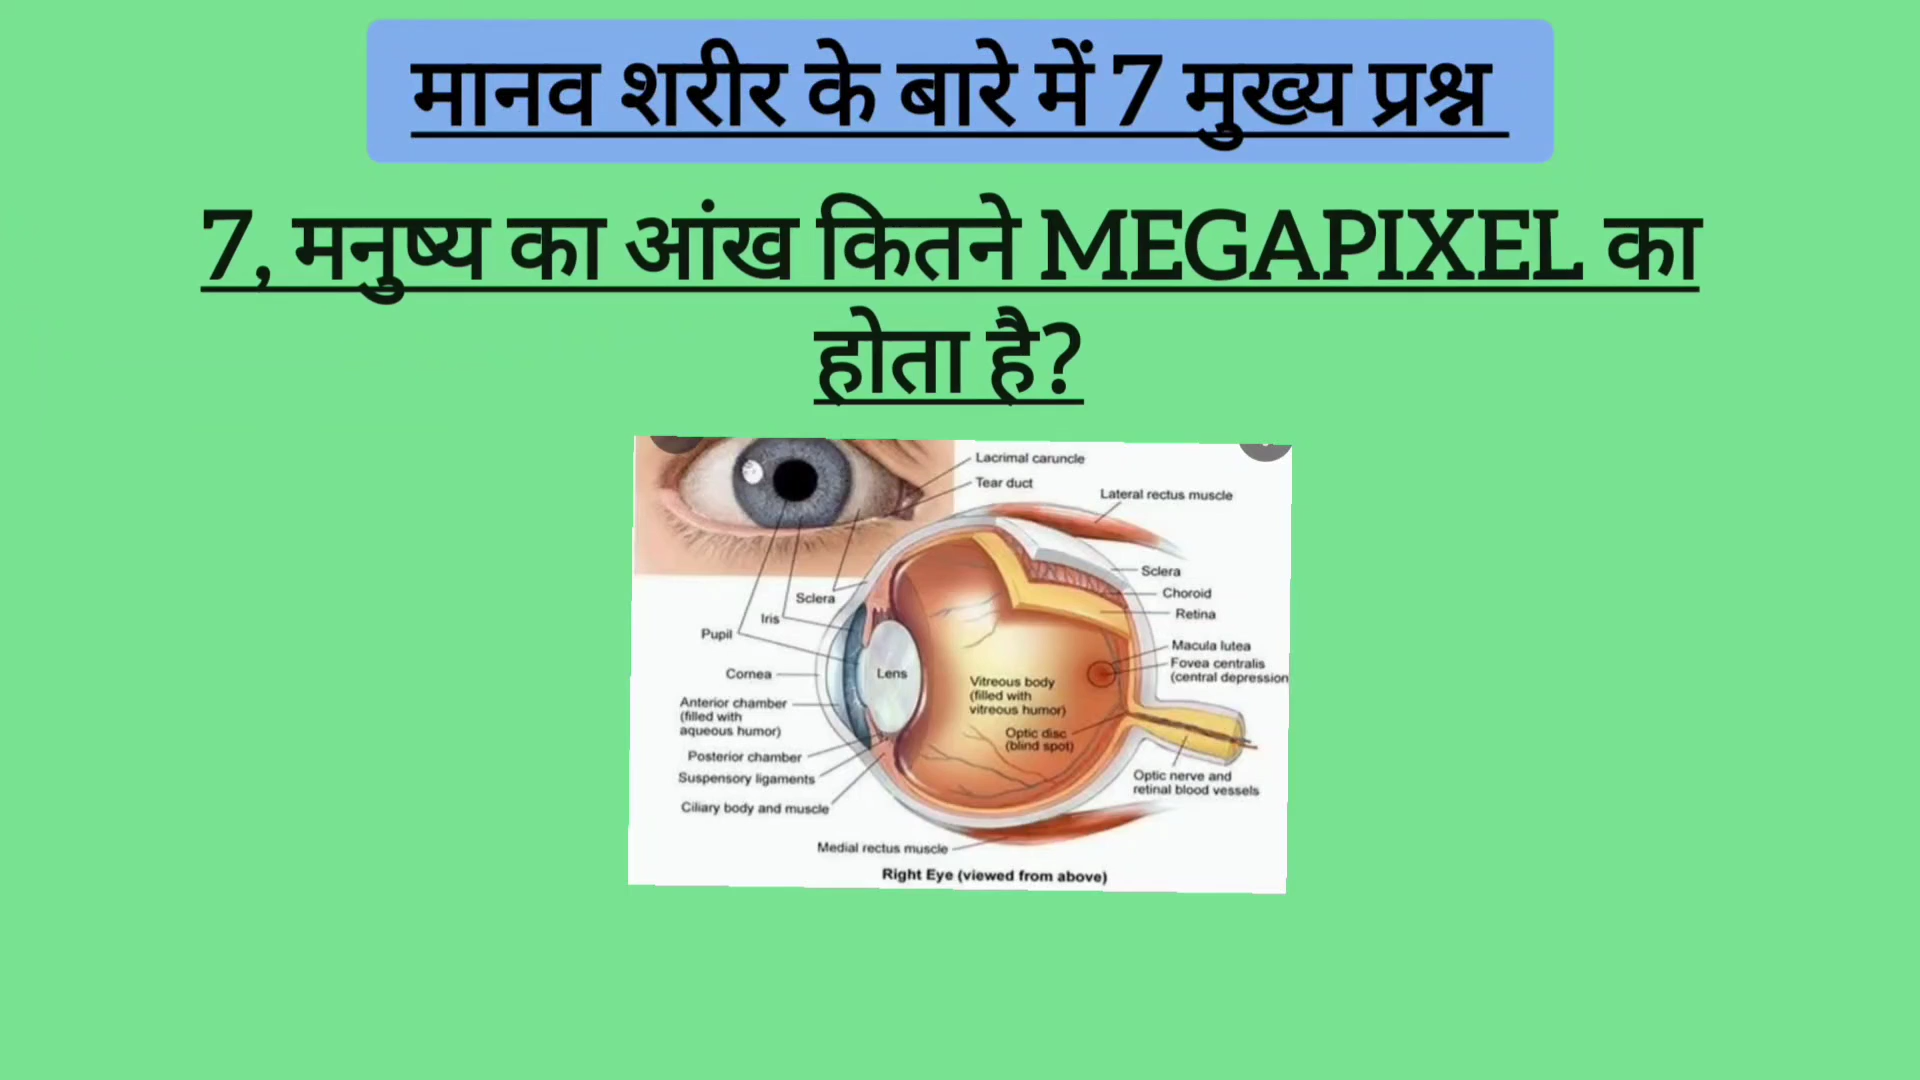 मानव शरीर के बारे में 7 मुख्य प्रश्न
7, मनुष्य का आंख कितने MEGAPIXEL का
होता है?
Lacrimal caruncle
Tear duct
Lateral rectus muscle
Sclera
Choroid
Retina
Sclera
Iris
Pupil
Macula lutea
Fovea centralis
(central depression
Cornea
Lens
Vitreous body
(filled with
vitreous humor)
Anterior chamber
(filled with
aqueous humor)
Optic disc
(blind spot)
Posterior chamber
Suspensory ligaments
Optic nerve and
retinal blood vessels
Ciliary body and muscle
Medial rectus muscle
Right Eye (viewed from above)